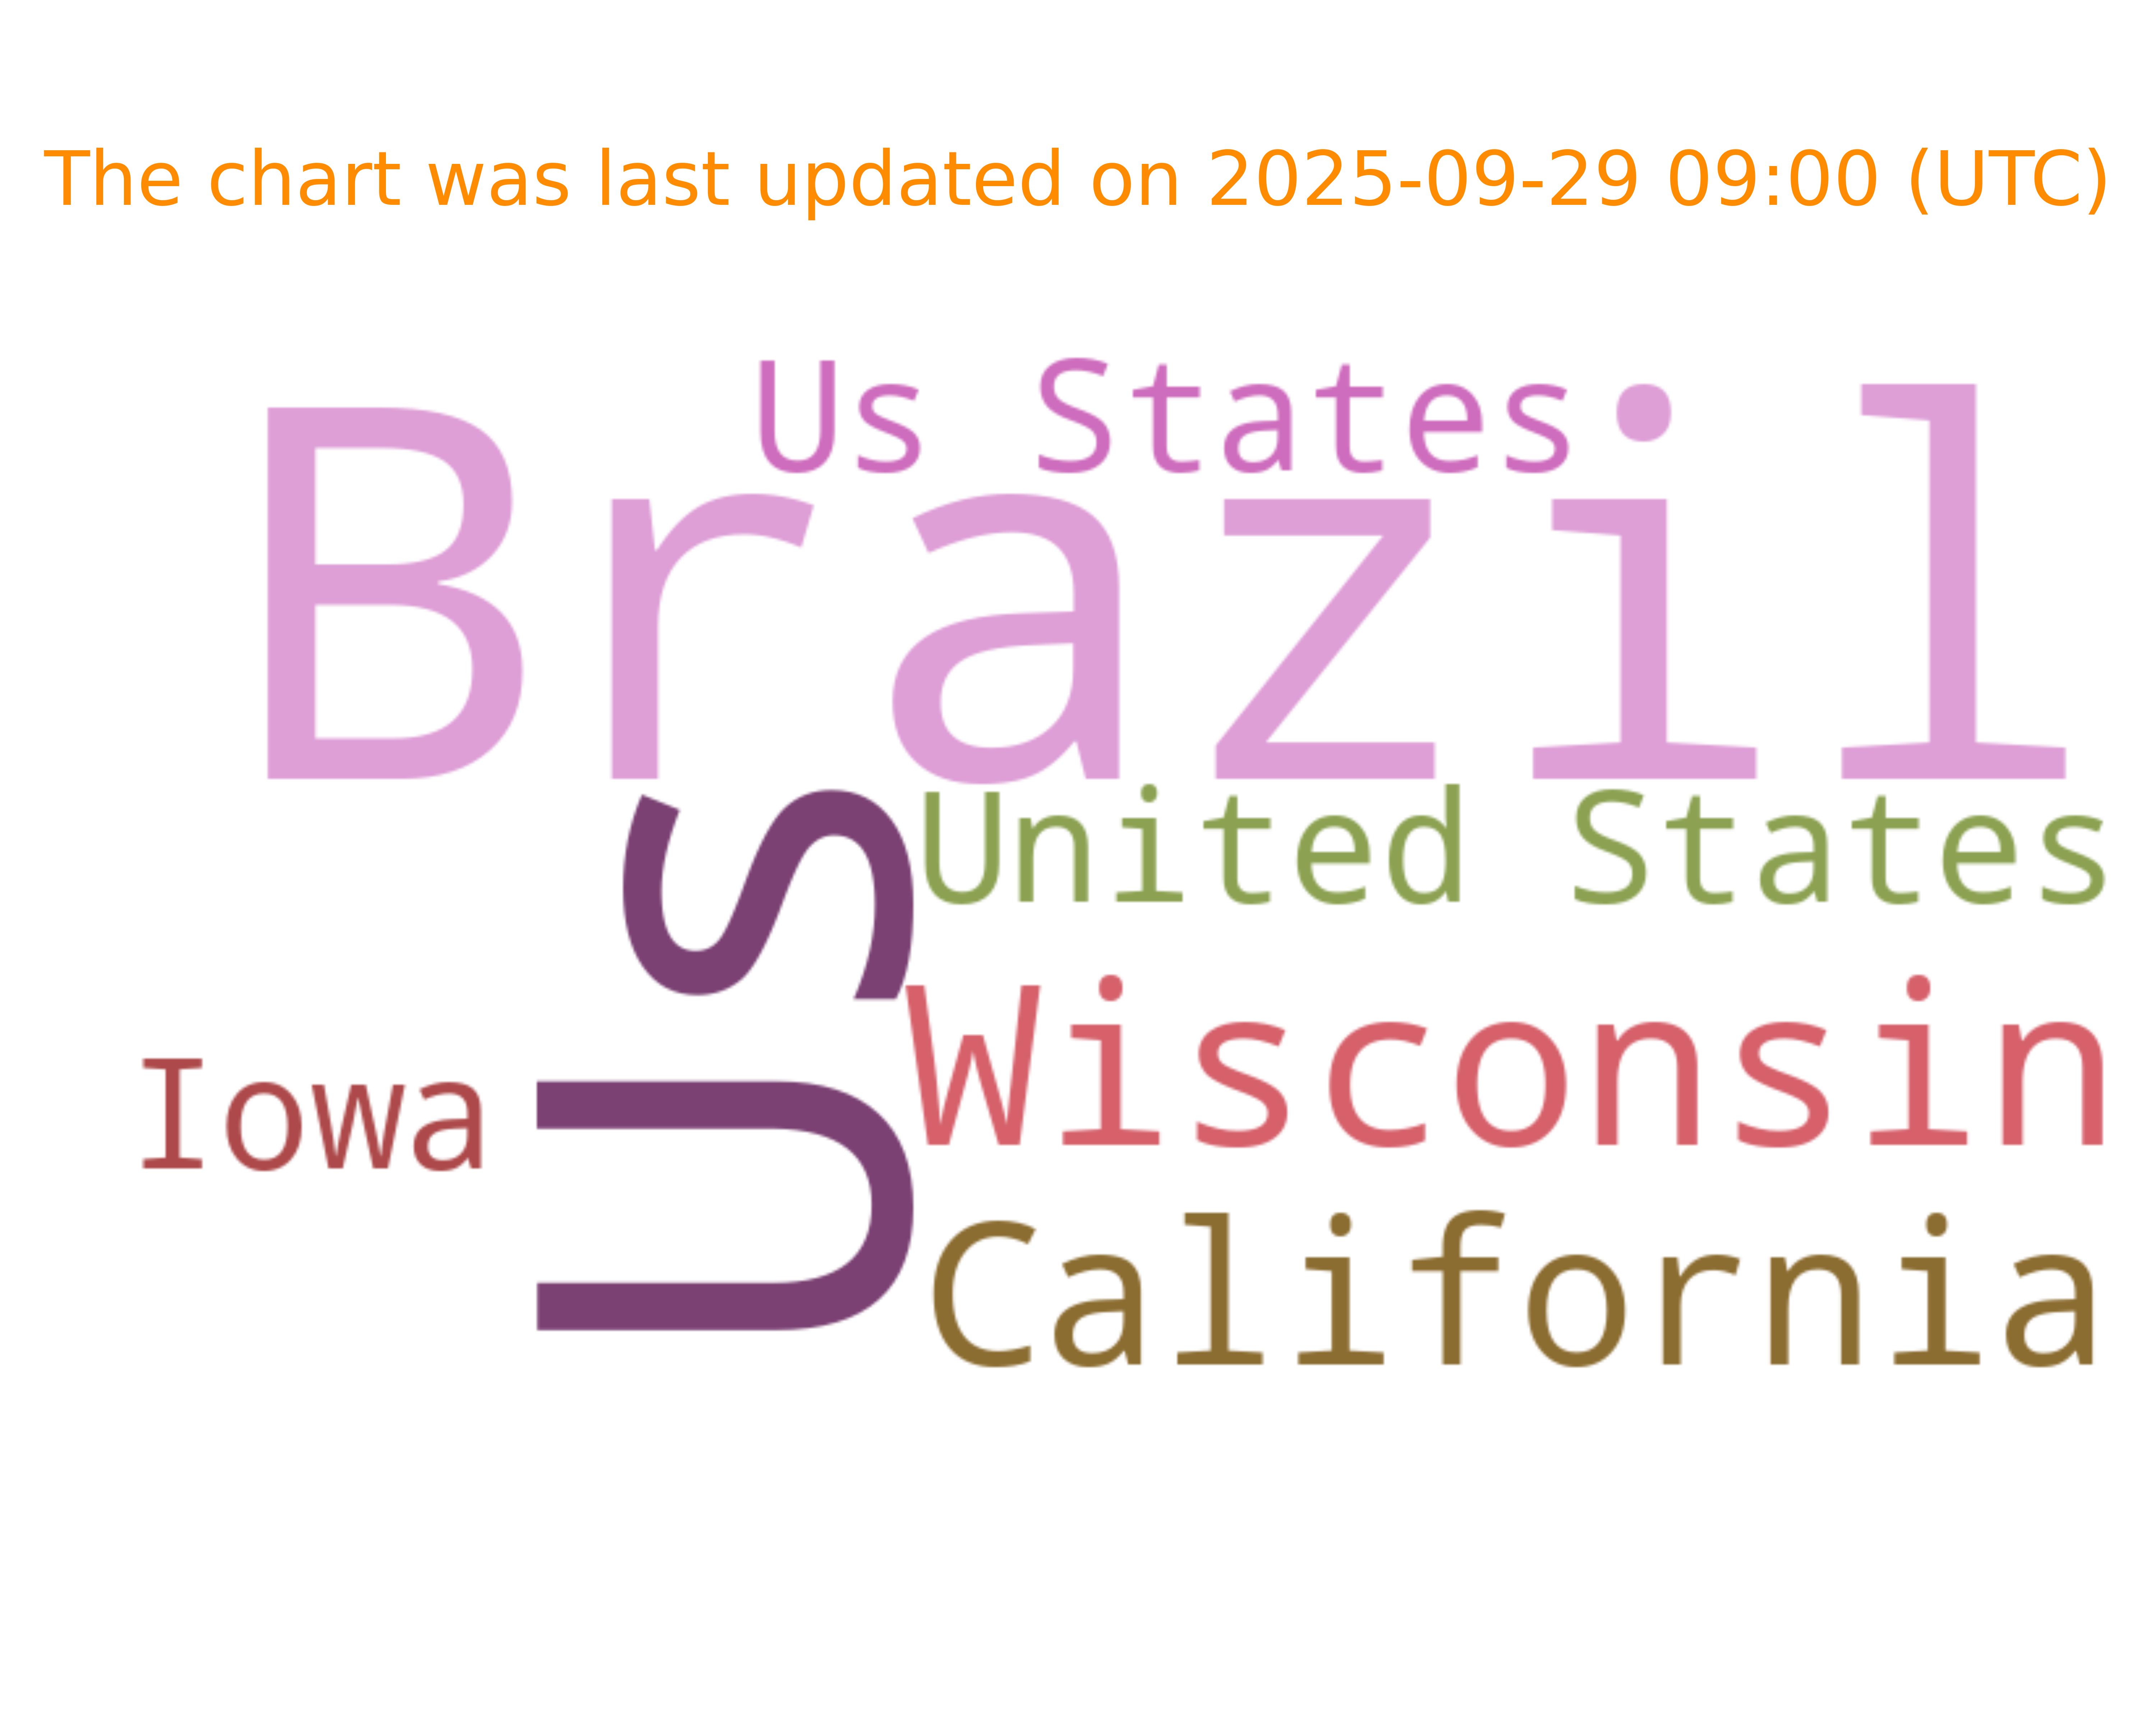 The chart was last updated on 2025-09-29 09:00 (UTC)
Us States
Brazil
US
United States
Wisconsin
Iowa
California